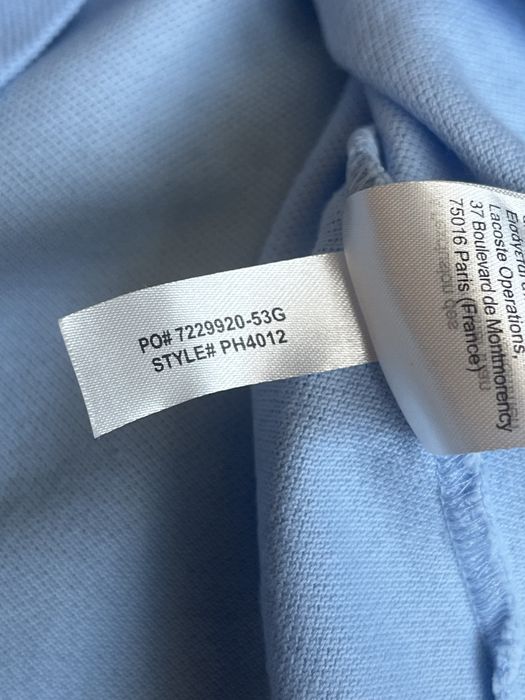 PO# 7229920-53G
STYLE# PH4012
Lacoste Operations,
37 Boulevard de Montmorency
75016 Paris (France)